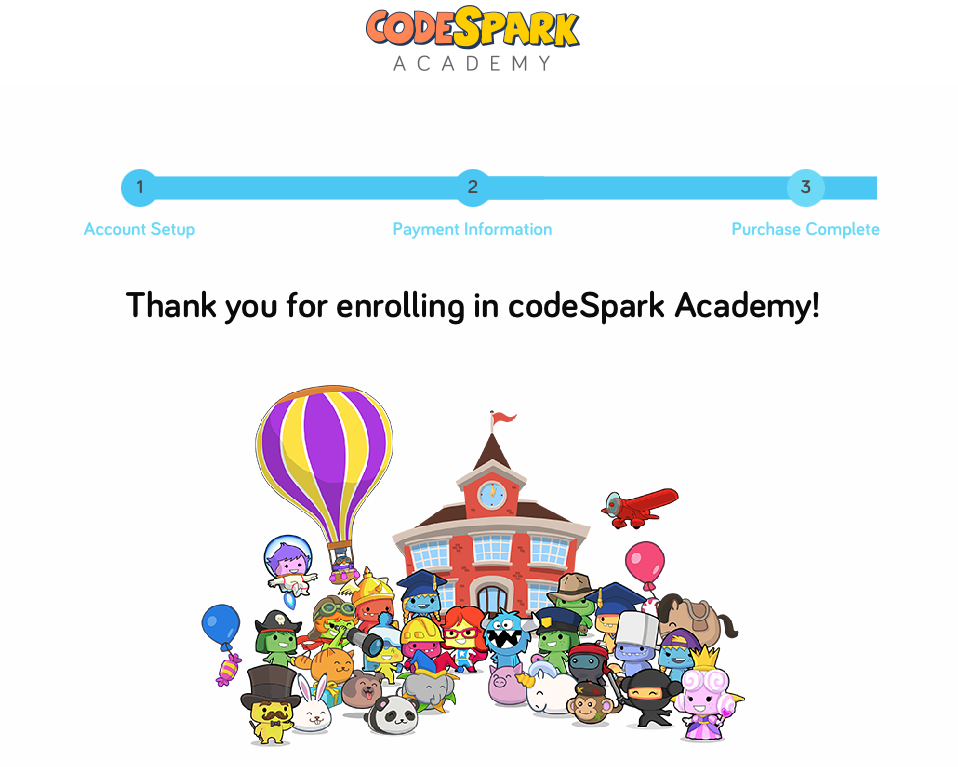 CODESPARK
ACADEMY
1 2 3
Account Setup Payment Information Purchase Complete
Thank you for enrolling in codeSpark Academy!